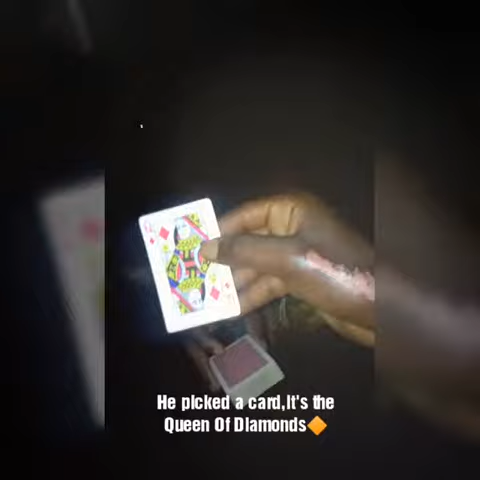 He picked a card,It's the
Queen Of Diamonds🔶